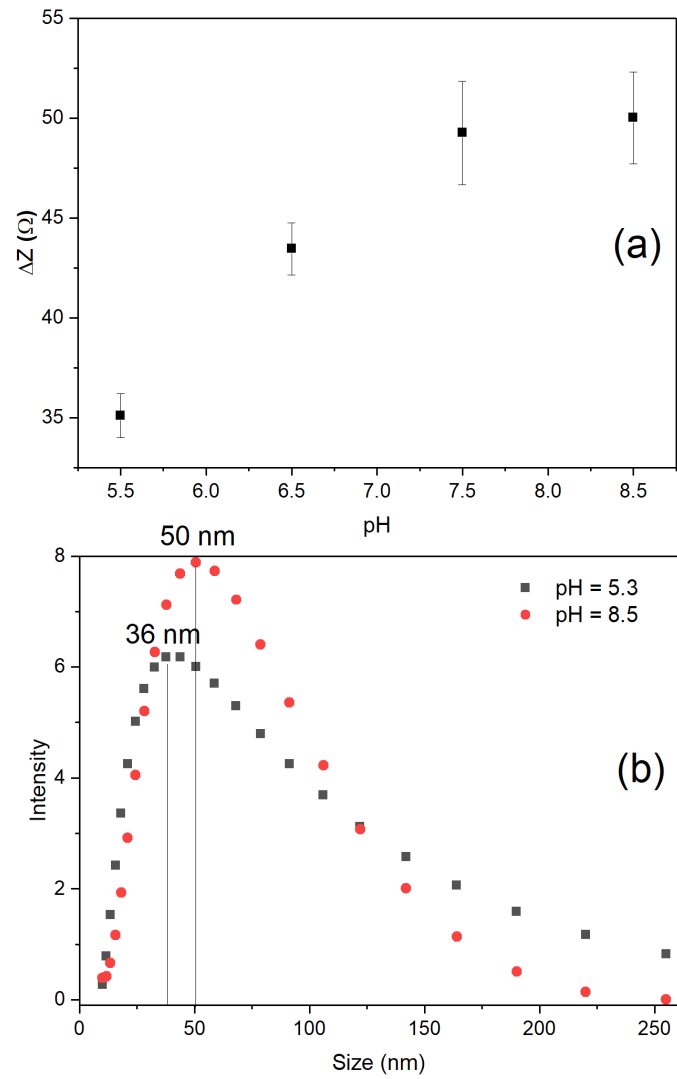 55
50
45
40
35
ΔZ (Ω)
(a)
5.5 6.0 6.5 7.0 7.5 8.0 8.5
pH
50 nm
36 nm
pH = 5.3
pH = 8.5
8
6
4
2
0
Intensity
(b)
0 50 100 150 200 250
Size (nm)